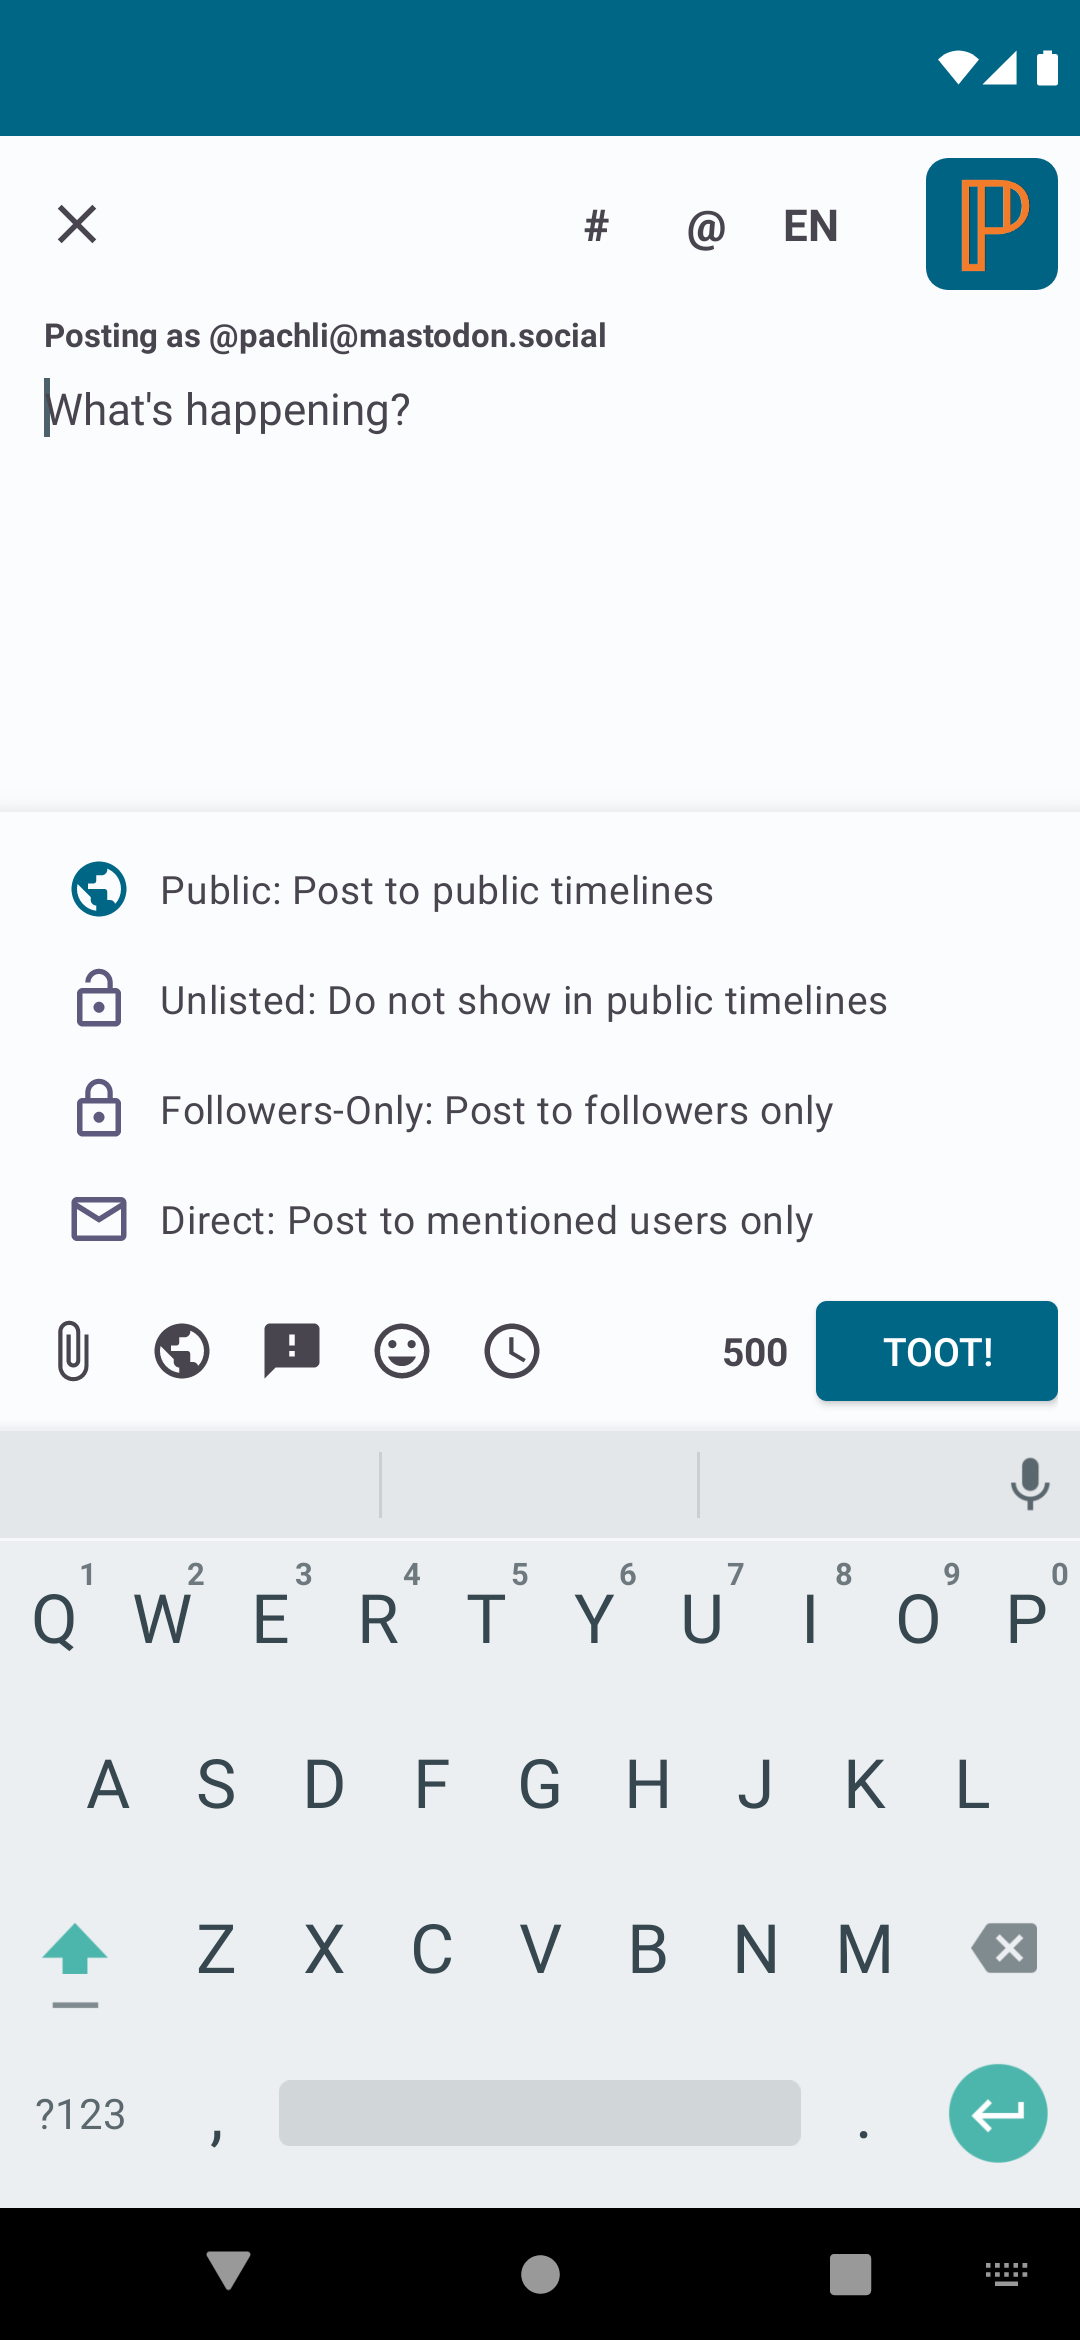 # @ EN
Posting as @pachli@mastodon.social
What's happening?
Public: Post to public timelines
Unlisted: Do not show in public timelines
Followers-Only: Post to followers only
Direct: Post to mentioned users only
500 TOOT!
1 2 3 4 5 6 7 8 9 0
Q W E R T Y U I O P
A S D F G H J K L
Z X C V B N M
?123 , .